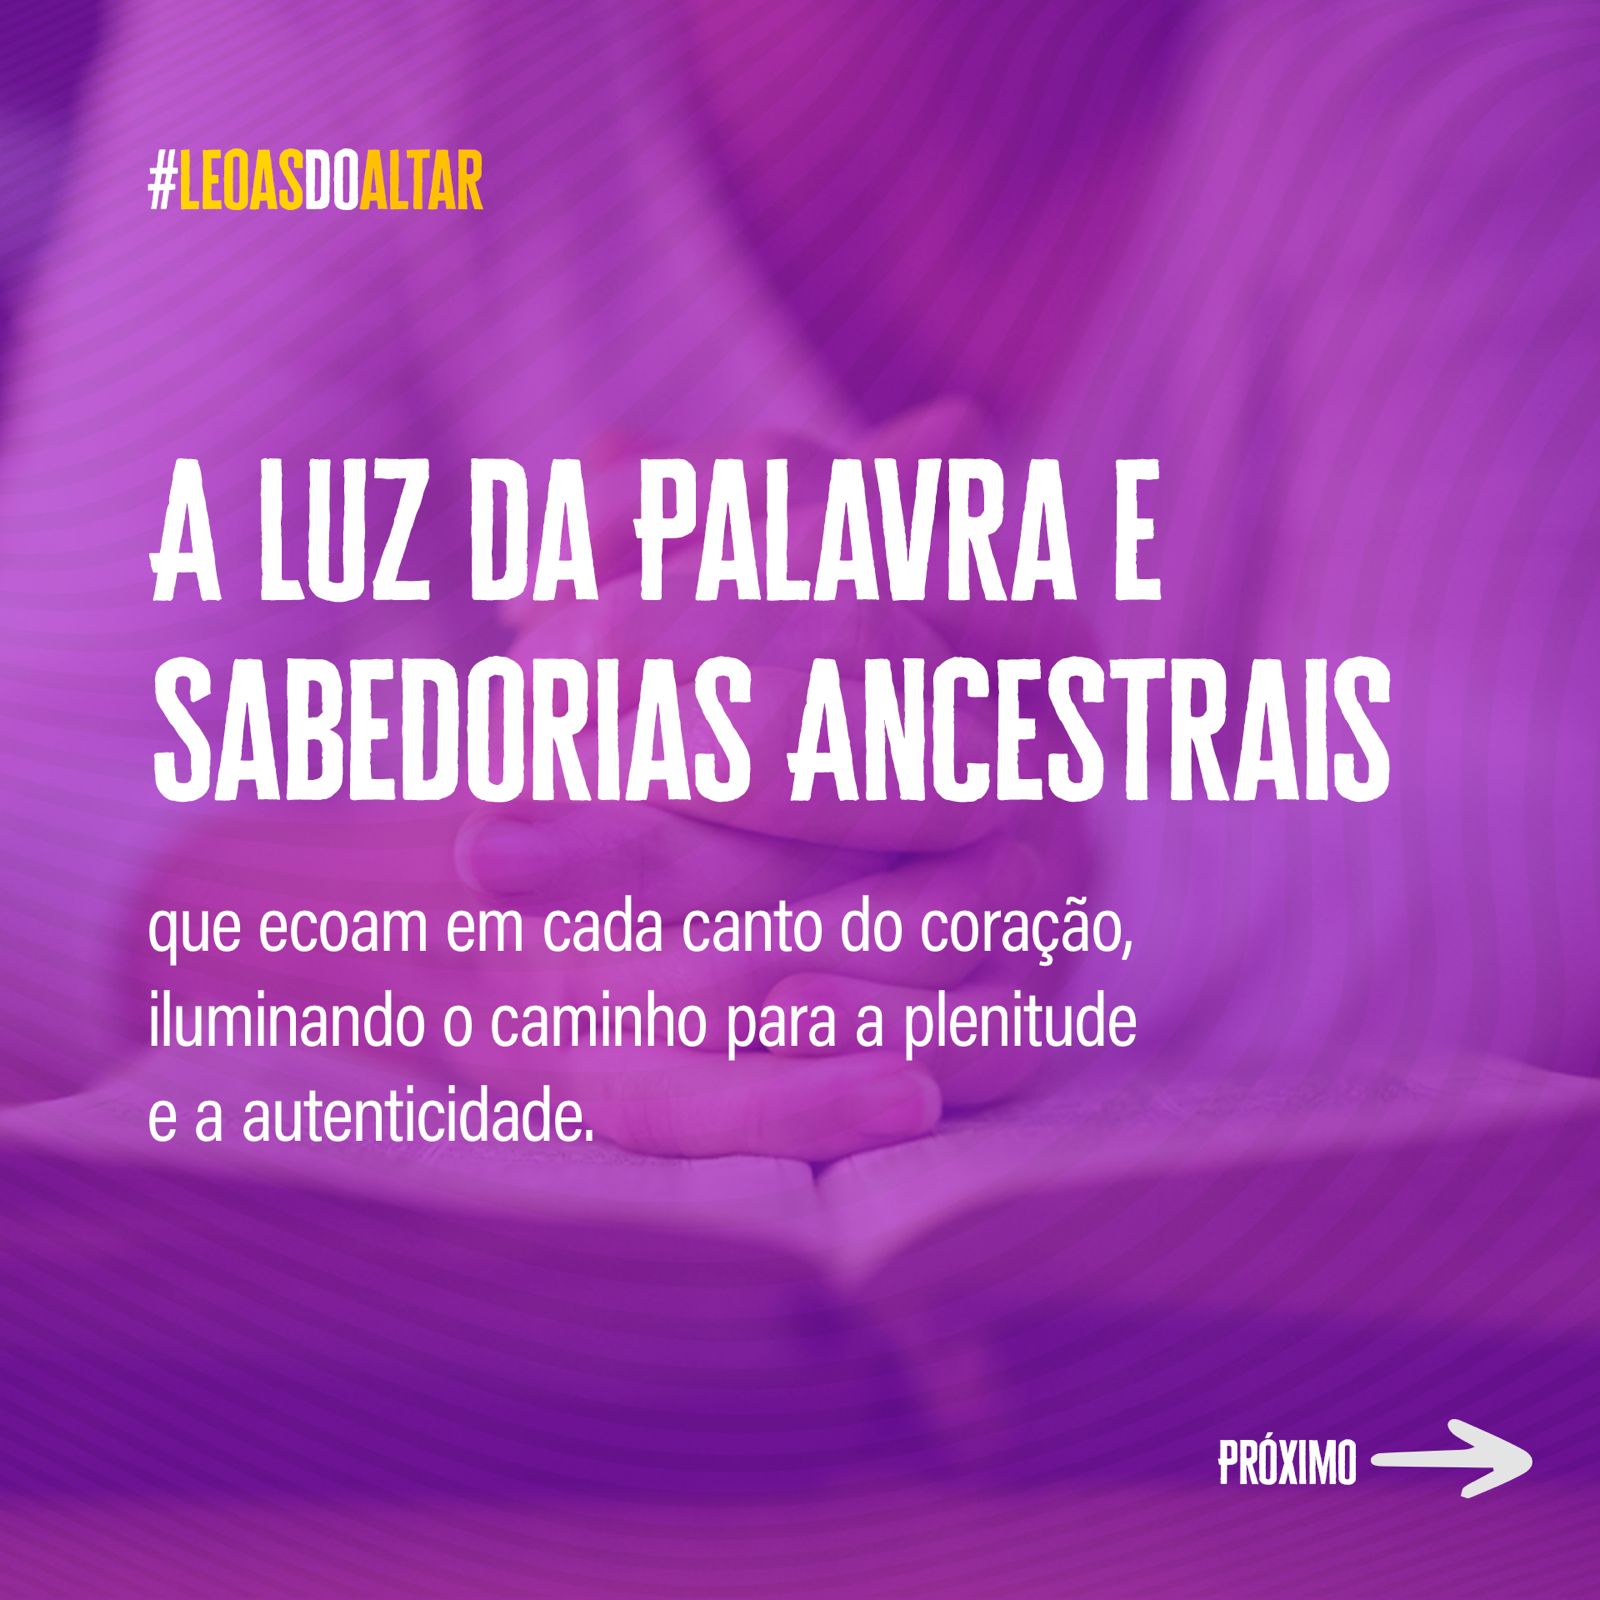 #LEOASDOALTAR
A LUZ DA PALAVRA E
SABEDORIAS ANCESTRAIS
que ecoam em cada canto do coração,
iluminando o caminho para a plenitude
e a autenticidade.
PRÓXIMO